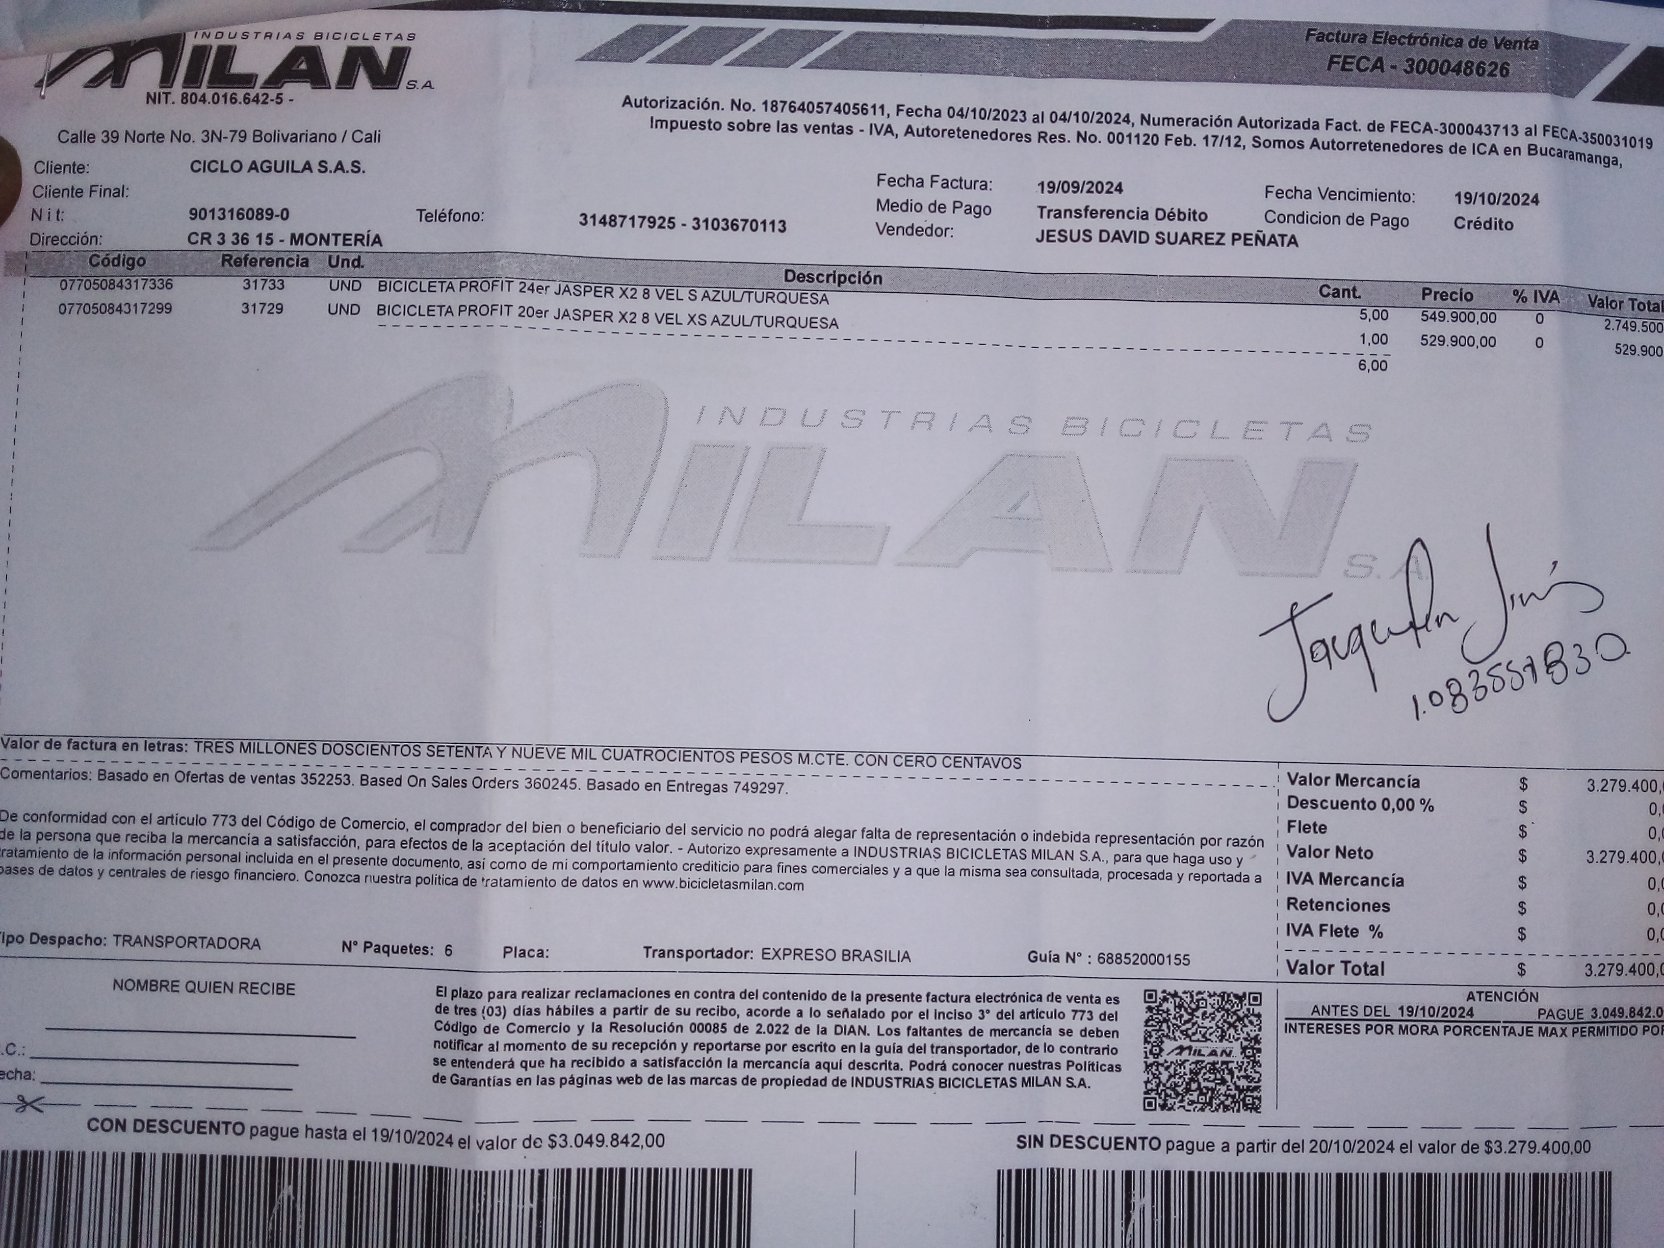 INDUSTRIAS BICICLETAS
MILAN S.A.
NIT. 804.016.642-5 -
Factura Electrónica de Venta
FECA - 300048626
Autorización. No. 18764057405611, Fecha 04/10/2023 al 04/10/2024, Numeración Autorizada Fact. de FECA-300043713 al FECA-350031019
Impuesto sobre las ventas - IVA, Autoretenedores Res. No. 001120 Feb. 17/12, Somos Autorretenedores de ICA en Bucaramanga,
Calle 39 Norte No. 3N-79 Bolivariano / Cali
Cliente: CICLO AGUILA S.A.S.
Cliente Final:
Nit: 901316089-0 Teléfono: 3148717925 - 3103670113
Dirección: CR 3 36 15 - MONTERÍA
Fecha Factura: 19/09/2024 Fecha Vencimiento: 19/10/2024
Medio de Pago Transferencia Débito Condicion de Pago Crédito
Vendedor: JESUS DAVID SUAREZ PEÑATA
Código Referencia Und. Descripción Cant. Precio % IVA Valor Total
07705084317336 31733 UND BICICLETA PROFIT 24er JASPER X2 8 VEL S AZUL/TURQUESA 5,00 549.900,00 0 2.749.500
07705084317299 31729 UND BICICLETA PROFIT 20er JASPER X2 8 VEL XS AZUL/TURQUESA 1,00 529.900,00 0 529.900
6,00
INDUSTRIAS BICICLETAS
MILAN S.A.
Valor de factura en letras: TRES MILLONES DOSCIENTOS SETENTA Y NUEVE MIL CUATROCIENTOS PESOS M.CTE. CON CERO CENTAVOS
Comentarios: Basado en Ofertas de ventas 352253. Based On Sales Orders 360245. Basado en Entregas 749297.
De conformidad con el artículo 773 del Código de Comercio, el comprador del bien o beneficiario del servicio no podrá alegar falta de representación o indebida representación por razón
de la persona que reciba la mercancía a satisfacción, para efectos de la aceptación del título valor. - Autorizo expresamente a INDUSTRIAS BICICLETAS MILAN S.A., para que haga uso y
tratamiento de la información personal incluida en el presente documento, así como de mi comportamiento crediticio para fines comerciales y a que la misma sea consultada, procesada y reportada a
bases de datos y centrales de riesgo financiero. Conozca nuestra política de tratamiento de datos en www.bicicletasmilan.com
Valor Mercancía $ 3.279.400,
Descuento 0,00 % $ 0,
Flete $ 0,
Valor Neto $ 3.279.400,
IVA Mercancía $ 0,
Retenciones $ 0,
IVA Flete % $ 0,
Valor Total $ 3.279.400,
Tipo Despacho: TRANSPORTADORA N° Paquetes: 6 Placa: Transportador: EXPRESO BRASILIA Guía N° : 68852000155
NOMBRE QUIEN RECIBE
.C.:
echa:
El plazo para realizar reclamaciones en contra del contenido de la presente factura electrónica de venta es
de tres (03) días hábiles a partir de su recibo, acorde a lo señalado por el inciso 3° del artículo 773 del
Código de Comercio y la Resolución 00085 de 2.022 de la DIAN. Los faltantes de mercancía se deben
notificar al momento de su recepción y reportarse por escrito en la guía del transportador, de lo contrario
se entenderá que ha recibido a satisfacción la mercancía aquí descrita. Podrá conocer nuestras Políticas
de Garantías en las páginas web de las marcas de propiedad de INDUSTRIAS BICICLETAS MILAN S.A.
MILAN
ATENCIÓN
ANTES DEL 19/10/2024 PAGUE 3.049.842.0
INTERESES POR MORA PORCENTAJE MAX PERMITIDO POR
CON DESCUENTO pague hasta el 19/10/2024 el valor de $3.049.842,00
SIN DESCUENTO pague a partir del 20/10/2024 el valor de $3.279.400,00